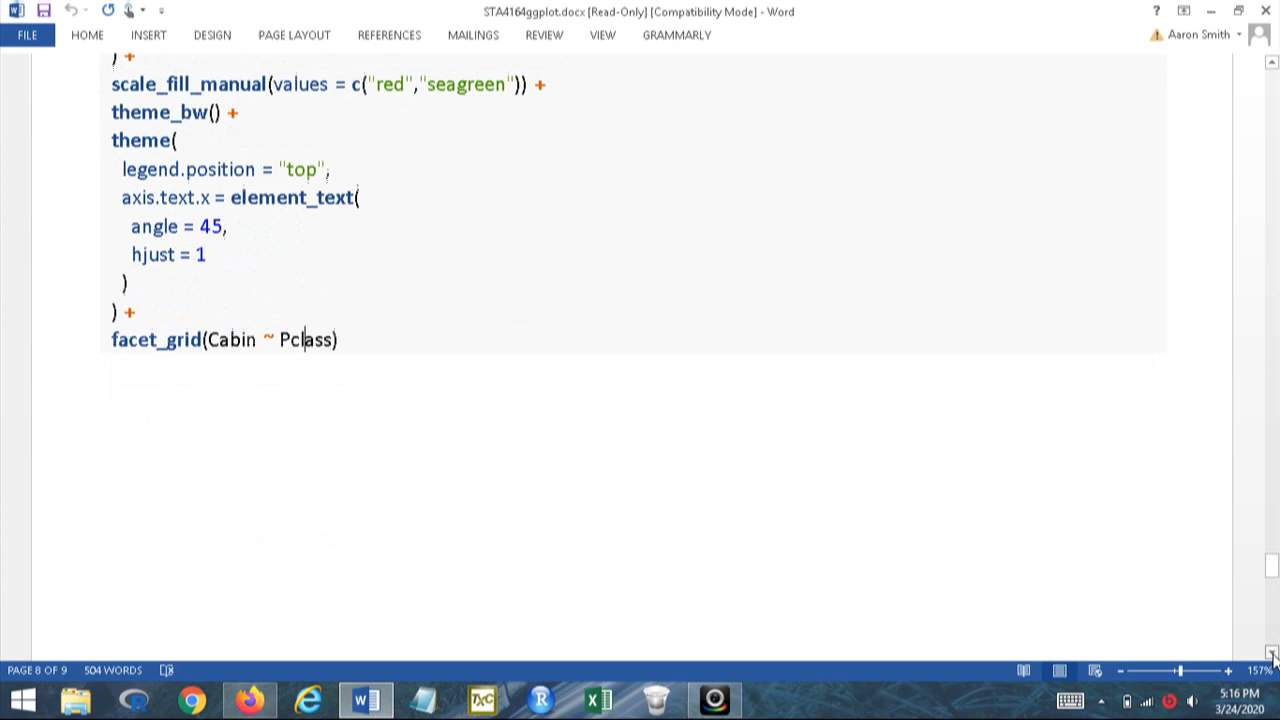 STA4164ggplot.docx [Read-Only] [Compatibility Mode] - Word
?
FILE HOME INSERT DESIGN PAGE LAYOUT REFERENCES MAILINGS REVIEW VIEW GRAMMARLY Aaron Smith
) +
scale_fill_manual(values = c("red","seagreen")) +
theme_bw() +
theme(
legend.position = "top",
axis.text.x = element_text(
angle = 45,
hjust = 1
)
) +
facet_grid(Cabin ~ Pclass)
PAGE 8 OF 9 504 WORDS 157%
TXC R
5:16 PM
3/24/2020